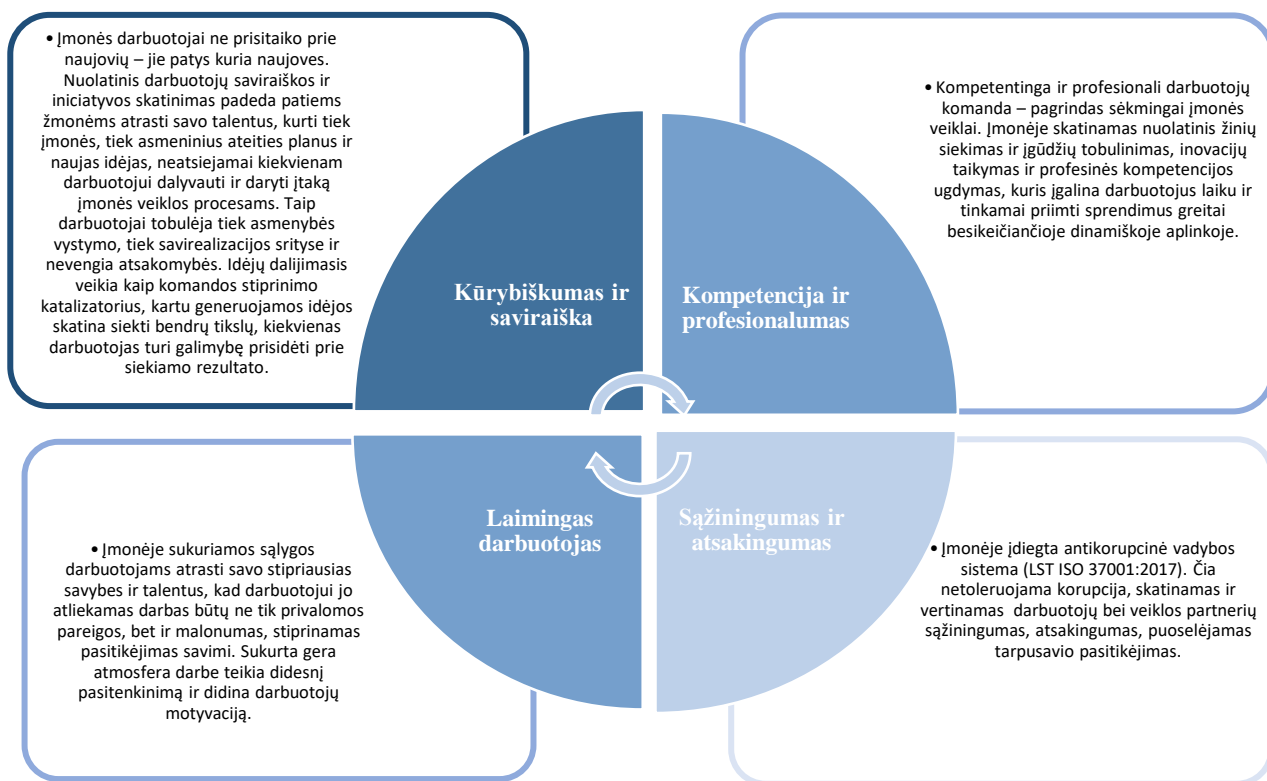 • Įmonės darbuotojai ne prisitaiko prie
naujovių – jie patys kuria naujoves.
Nuolatinis darbuotojų saviraiškos ir
iniciatyvos skatinimas padeda patiems
žmonėms atrasti savo talentus, kurti tiek
įmonės, tiek asmeninius ateities planus ir
naujas idėjas, neatsiejamai kiekvienam
darbuotojui dalyvauti ir daryti įtaką
įmonės veiklos procesams. Taip
darbuotojai tobulėja tiek asmenybės
vystymo, tiek savirealizacijos srityse ir
nevengia atsakomybės. Idėjų dalijimasis
veikia kaip komandos stiprinimo
katalizatorius, kartu generuojamos idėjos
skatina siekti bendrų tikslų, kiekvienas
darbuotojas turi galimybę prisidėti prie
siekiamo rezultato.
Kūrybiškumas ir
saviraiška
• Kompetentinga ir profesionali darbuotojų
komanda – pagrindas sėkmingai įmonės
veiklai. Įmonėje skatinamas nuolatinis žinių
siekimas ir įgūdžių tobulinimas, inovacijų
taikymas ir profesinės kompetencijos
ugdymas, kuris įgalina darbuotojus laiku ir
tinkamai priimti sprendimus greitai
besikeičiančioje dinamiškoje aplinkoje.
Kompetencija ir
profesionalumas
• Įmonėje sukuriamos sąlygos
darbuotojams atrasti savo stipriausias
savybes ir talentus, kad darbuotojui jo
atliekamas darbas būtų ne tik privalomos
pareigos, bet ir malonumas, stiprinamas
pasitikėjimas savimi. Sukurta gera
atmosfera darbe teikia didesnį
pasitenkinimą ir didina darbuotojų
motyvaciją.
Laimingas
darbuotojas
Sąžiningumas ir
atsakingumas
• Įmonėje įdiegta antikorupcinė vadybos
sistema (LST ISO 37001:2017). Čia
netoleruojama korupcija, skatinamas ir
vertinamas darbuotojų bei veiklos partnerių
sąžiningumas, atsakingumas, puoselėjamas
tarpusavio pasitikėjimas.